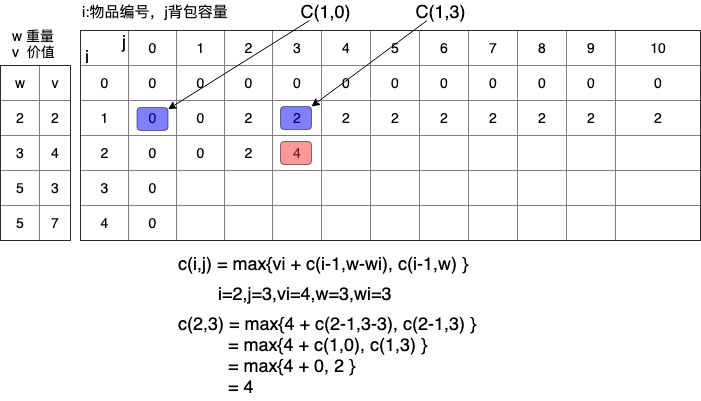 i:物品编号，j背包容量 C(1,0) C(1,3)
w 重量
v 价值
i j 0 1 2 3 4 5 6 7 8 9 10
w v 0 0 0 0 0 0 0 0 0 0 0 0
2 2 1 0 0 2 2 2 2 2 2 2 2 2
3 4 2 0 0 2 4
5 3 3 0
5 7 4 0
c(i,j) = max{vi + c(i-1,w-wi), c(i-1,w) }
i=2,j=3,vi=4,w=3,wi=3
c(2,3) = max{4 + c(2-1,3-3), c(2-1,3) }
= max{4 + c(1,0), c(1,3) }
= max{4 + 0, 2 }
= 4